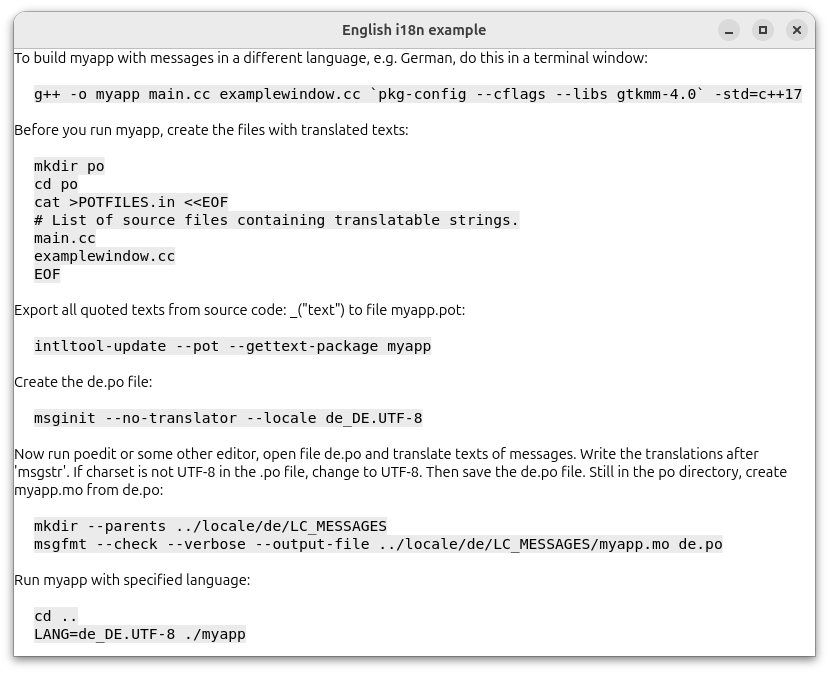 English i18n example
To build myapp with messages in a different language, e.g. German, do this in a terminal window:
g++ -o myapp main.cc examplewindow.cc `pkg-config --cflags --libs gtkmm-4.0` -std=c++17
Before you run myapp, create the files with translated texts:
mkdir po
cd po
cat >POTFILES.in <<EOF
# List of source files containing translatable strings.
main.cc
examplewindow.cc
EOF
Export all quoted texts from source code: _("text") to file myapp.pot:
intltool-update --pot --gettext-package myapp
Create the de.po file:
msginit --no-translator --locale de_DE.UTF-8
Now run poedit or some other editor, open file de.po and translate texts of messages. Write the translations after
'msgstr'. If charset is not UTF-8 in the .po file, change to UTF-8. Then save the de.po file. Still in the po directory, create
myapp.mo from de.po:
mkdir --parents ../locale/de/LC_MESSAGES
msgfmt --check --verbose --output-file ../locale/de/LC_MESSAGES/myapp.mo de.po
Run myapp with specified language:
cd ..
LANG=de_DE.UTF-8 ./myapp